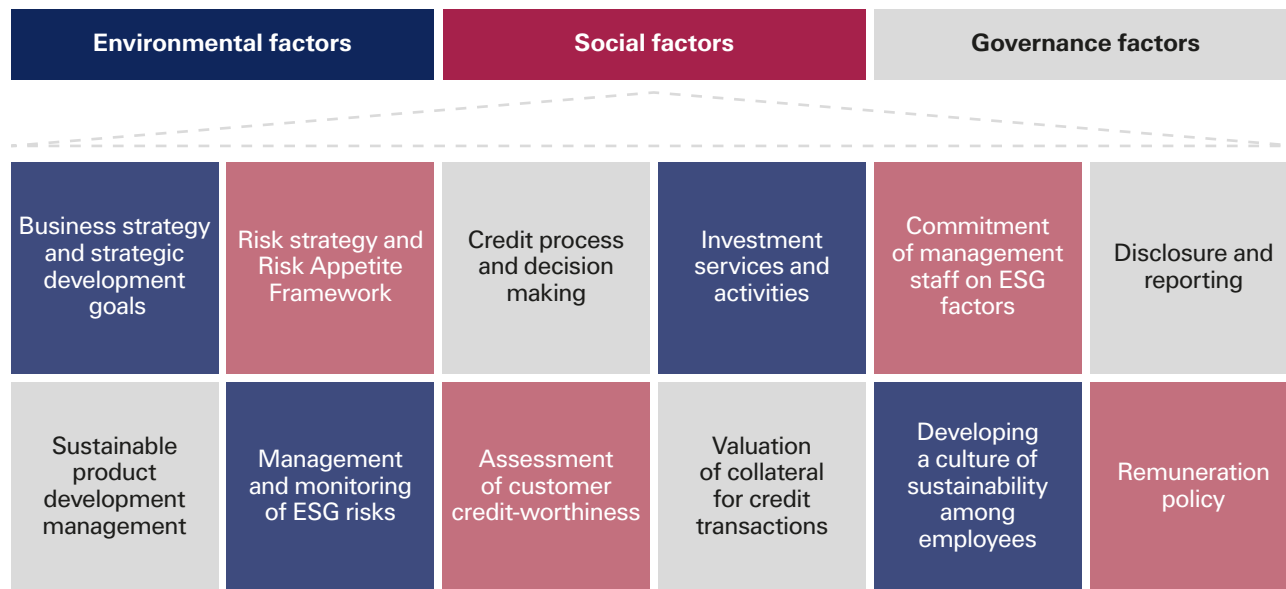 Environmental factors
Social factors
Governance factors
Business strategy
and strategic
development
goals
Risk strategy and
Risk Appetite
Framework
Credit process
and decision
making
Investment
services and
activities
Commitment
of management
staff on ESG
factors
Disclosure and
reporting
Sustainable
product
development
management
Management
and monitoring
of ESG risks
Assessment
of customer
credit-worthiness
Valuation
of collateral
for credit
transactions
Developing
a culture of
sustainability
among
employees
Remuneration
policy